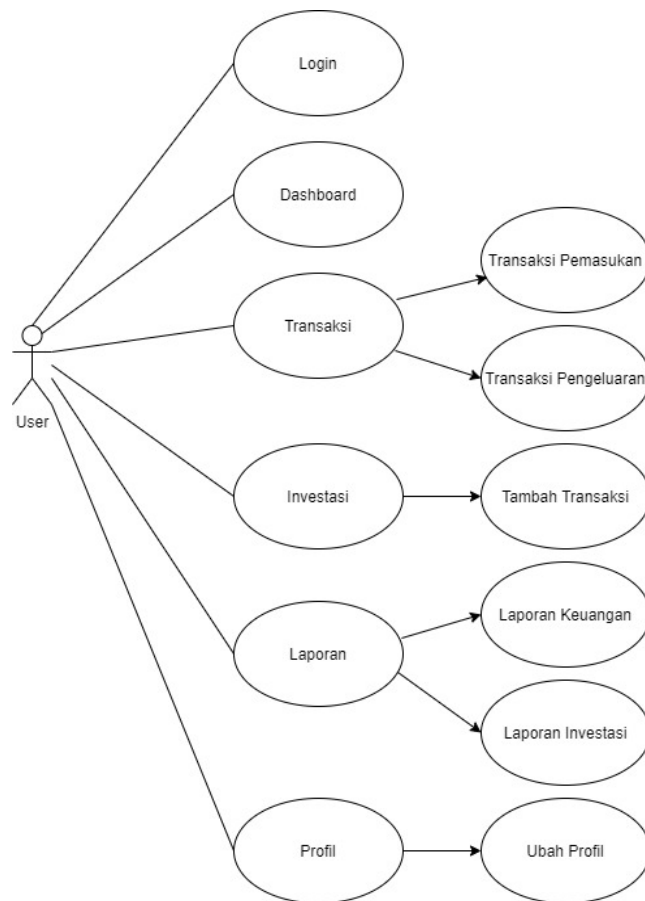 Login
Dashboard
Transaksi Pemasukan
Transaksi
Transaksi Pengeluaran
User
Investasi
Tambah Transaksi
Laporan Keuangan
Laporan
Laporan Investasi
Profil
Ubah Profil